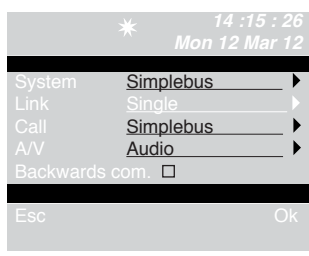 14 :15 : 26
Mon 12 Mar 12
System Simplebus
Link Single
Call Simplebus
A/V Audio
Backwards com.
Esc Ok